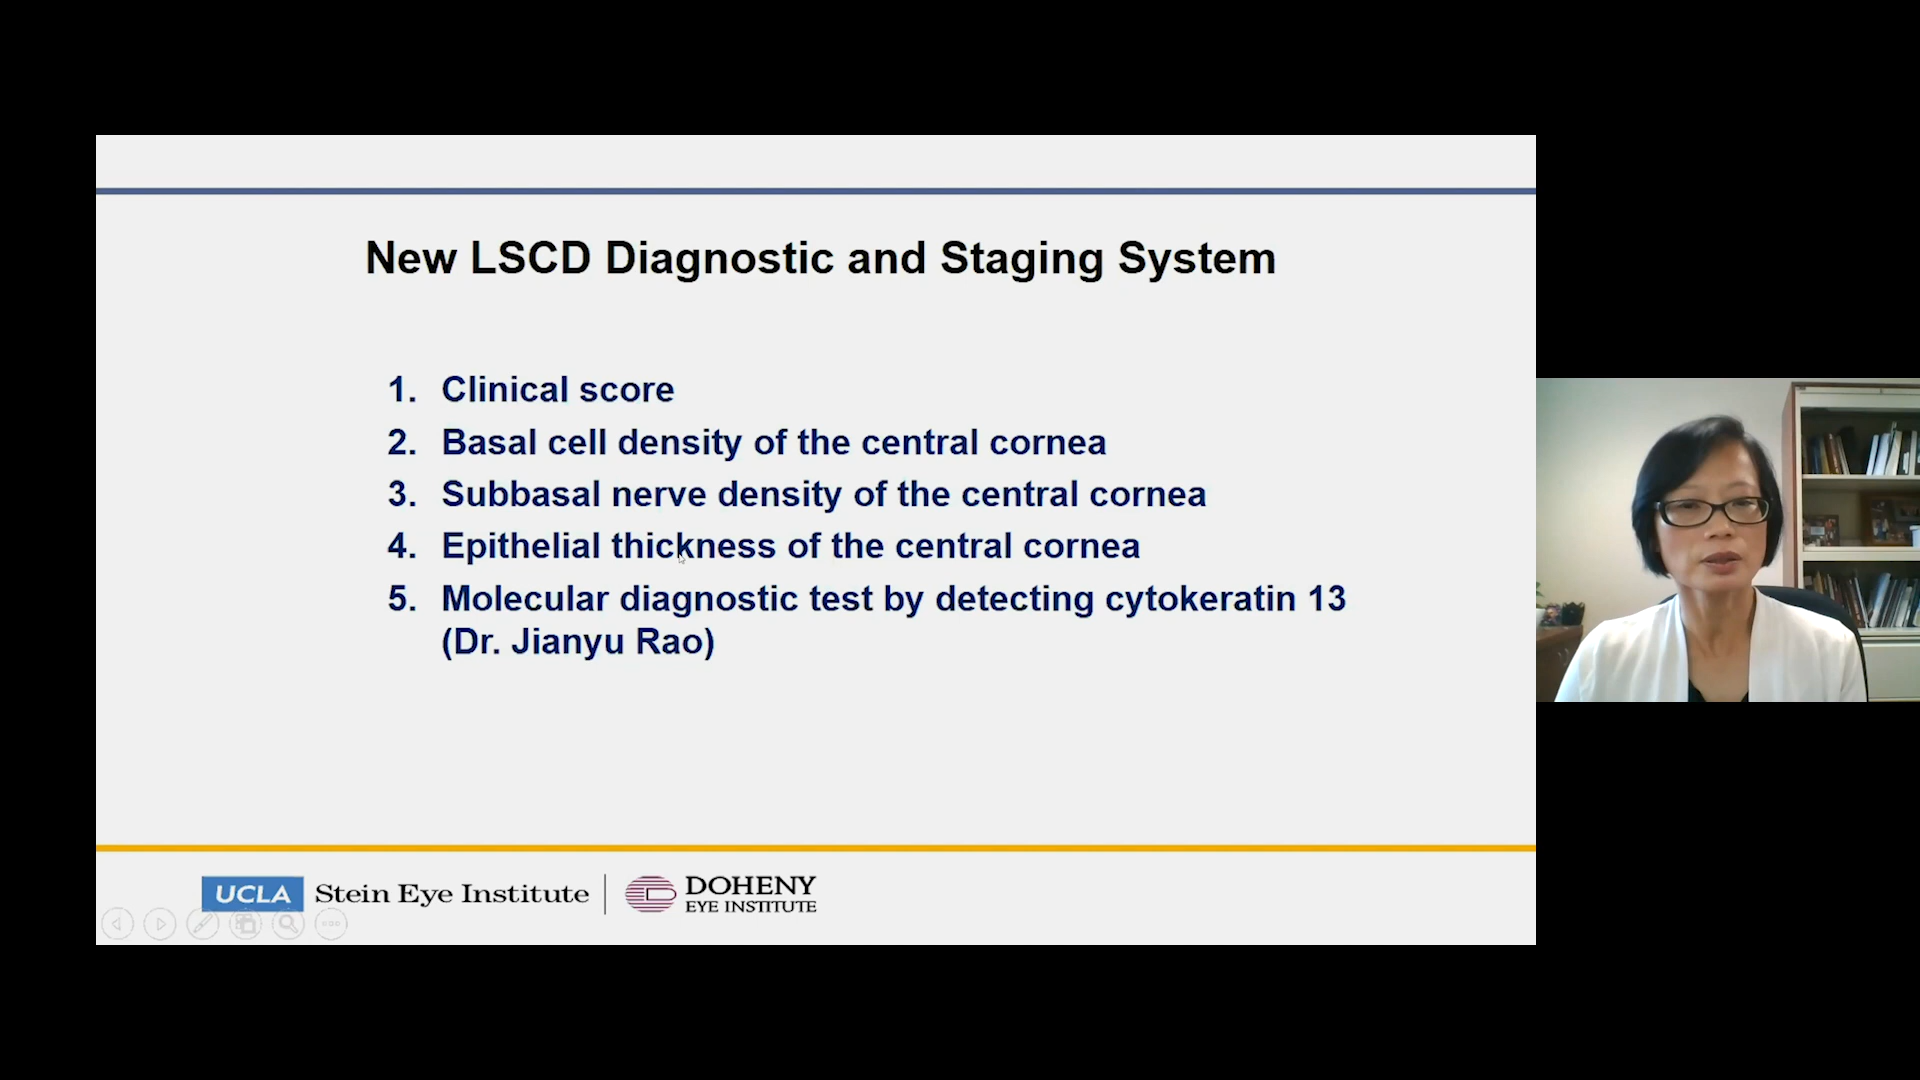 New LSCD Diagnostic and Staging System
1. Clinical score
2. Basal cell density of the central cornea
3. Subbasal nerve density of the central cornea
4. Epithelial thickness of the central cornea
5. Molecular diagnostic test by detecting cytokeratin 13
(Dr. Jianyu Rao)
UCLA Stein Eye Institute
DOHENY
EYE INSTITUTE